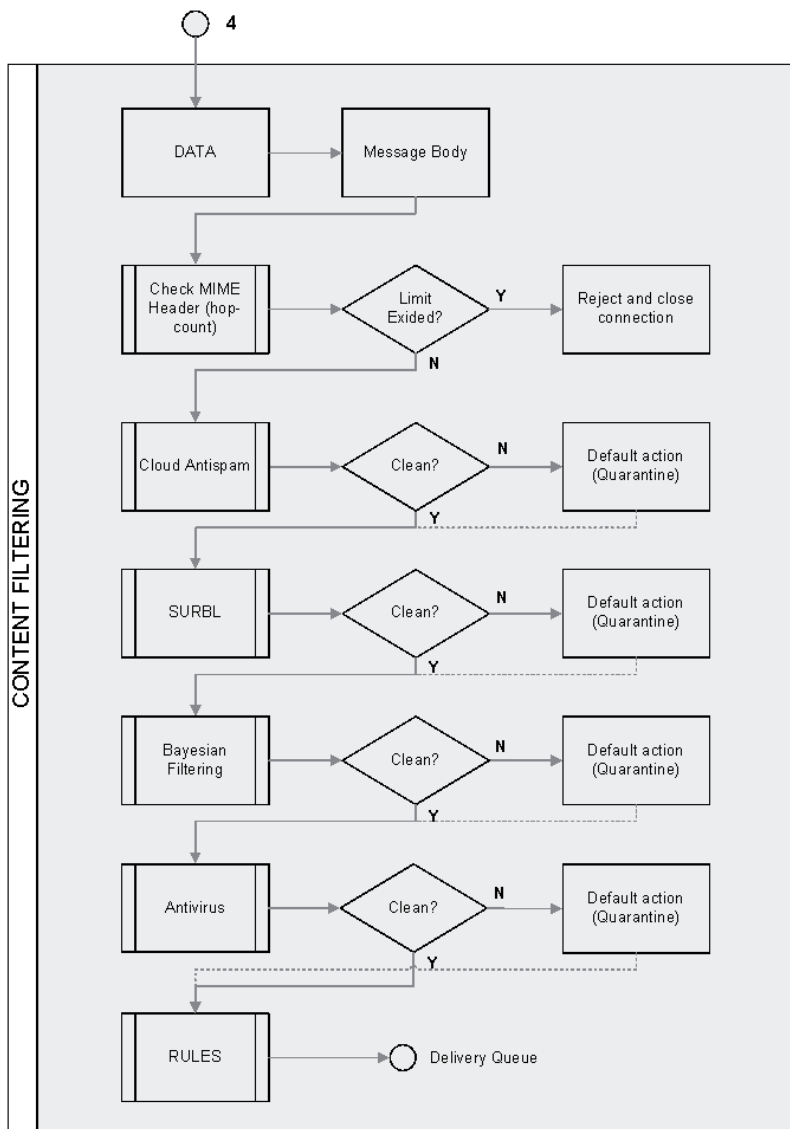 4
CONTENT FILTERING
DATA
Message Body
Check MIME
Header (hop-
count)
Limit
Exided?
Y
Reject and close
connection
N
Cloud Antispam
Clean?
N
Default action
(Quarantine)
Y
SURBL
Clean?
N
Default action
(Quarantine)
Y
Bayesian
Filtering
Clean?
N
Default action
(Quarantine)
Y
Antivirus
Clean?
N
Default action
(Quarantine)
Y
RULES
Delivery Queue